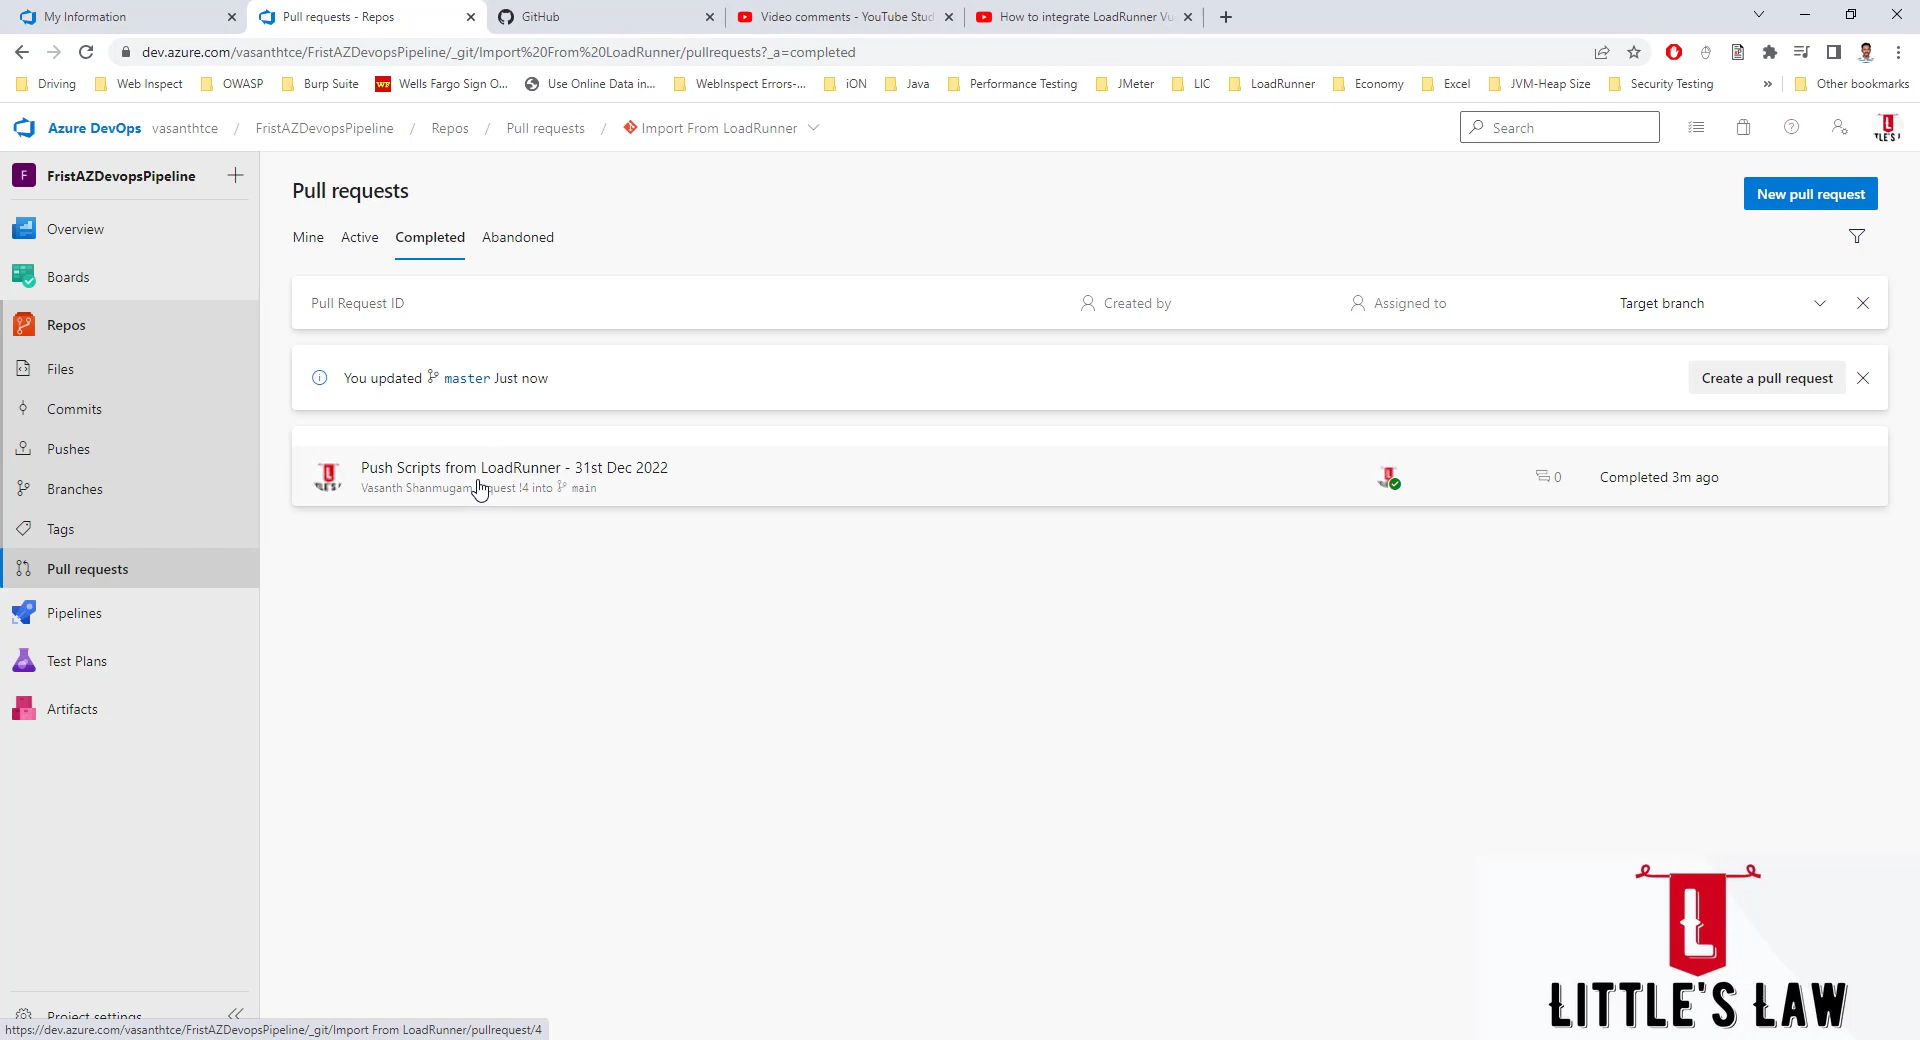 My Information
Pull requests - Repos
GitHub
Video comments - YouTube Stud
How to integrate LoadRunner Vu
dev.azure.com/vasanthtce/FristAZDevopsPipeline/_git/Import%20From%20LoadRunner/pullrequests?_a=completed
Driving Web Inspect OWASP Burp Suite WF Wells Fargo Sign O... Use Online Data in... WebInspect Errors-... iON Java Performance Testing JMeter LIC LoadRunner Economy Excel JVM-Heap Size Security Testing » Other bookmarks
Azure DevOps vasanthtce / FristAZDevopsPipeline / Repos / Pull requests / Import From LoadRunner
Search
F FristAZDevopsPipeline
Overview
Boards
Repos
Files
Commits
Pushes
Branches
Tags
Pull requests
Pipelines
Test Plans
Artifacts
Project settings
Pull requests
New pull request
Mine Active Completed Abandoned
Pull Request ID Created by Assigned to Target branch
You updated master Just now
Create a pull request
Push Scripts from LoadRunner - 31st Dec 2022
Vasanth Shanmugam quest !4 into main
0
Completed 3m ago
https://dev.azure.com/vasanthtce/FristAZDevopsPipeline/_git/Import From LoadRunner/pullrequest/4
L
LITTLE'S LAW